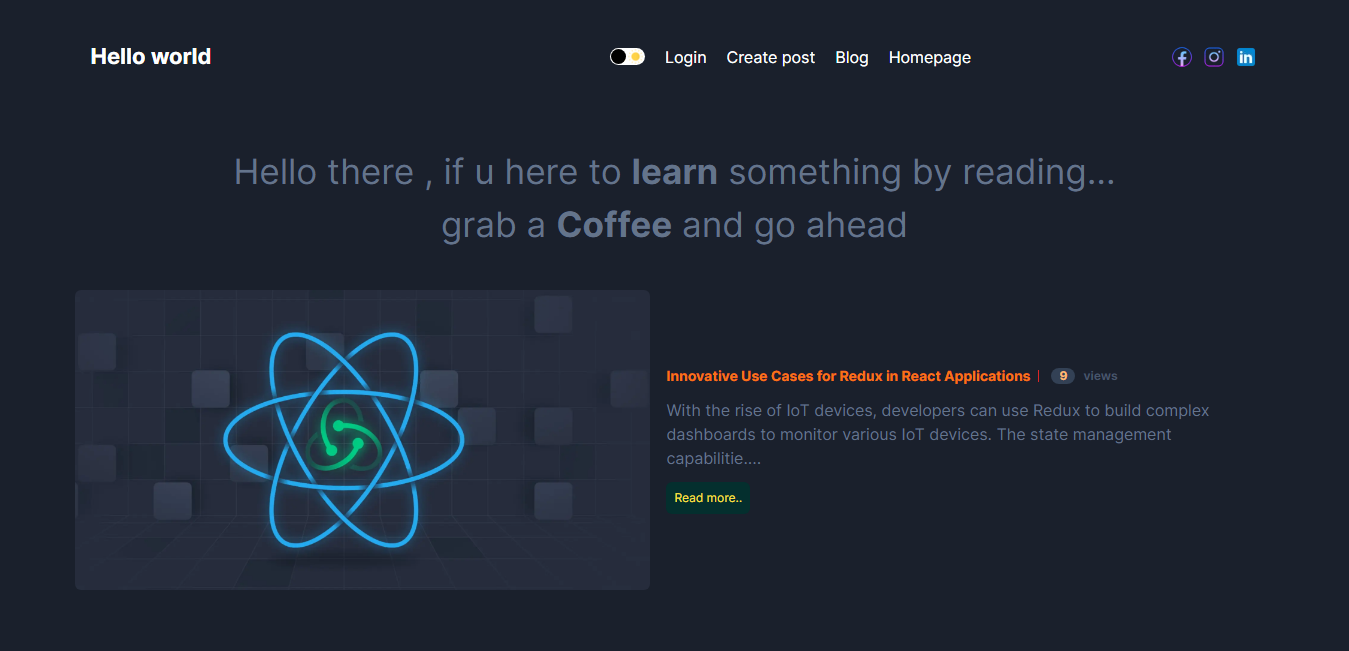 Hello world
Login
Create post
Blog
Homepage
Hello there , if u here to learn something by reading...
grab a Coffee and go ahead
Innovative Use Cases for Redux in React Applications | 9 views
With the rise of IoT devices, developers can use Redux to build complex
dashboards to monitor various IoT devices. The state management
capabilitie....
Read more..